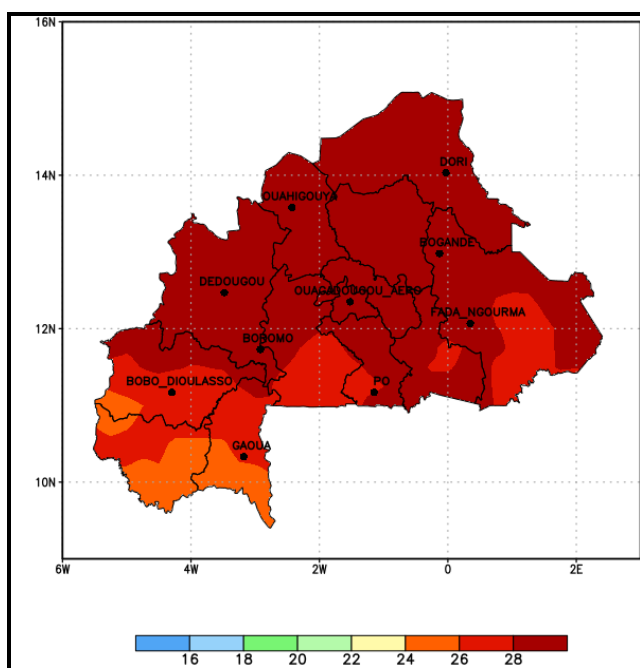 16N
14N
12N
10N
6W 4W 2W 0 2E
DORI
OUAHIGOUYA
BOGANDE
DEDOUGOU
OUAGADOUGOU_AERO
FADA_NGOURMA
BOROMO
BOBO_DIOULASSO
PO
GAOUA
16 18 20 22 24 26 28